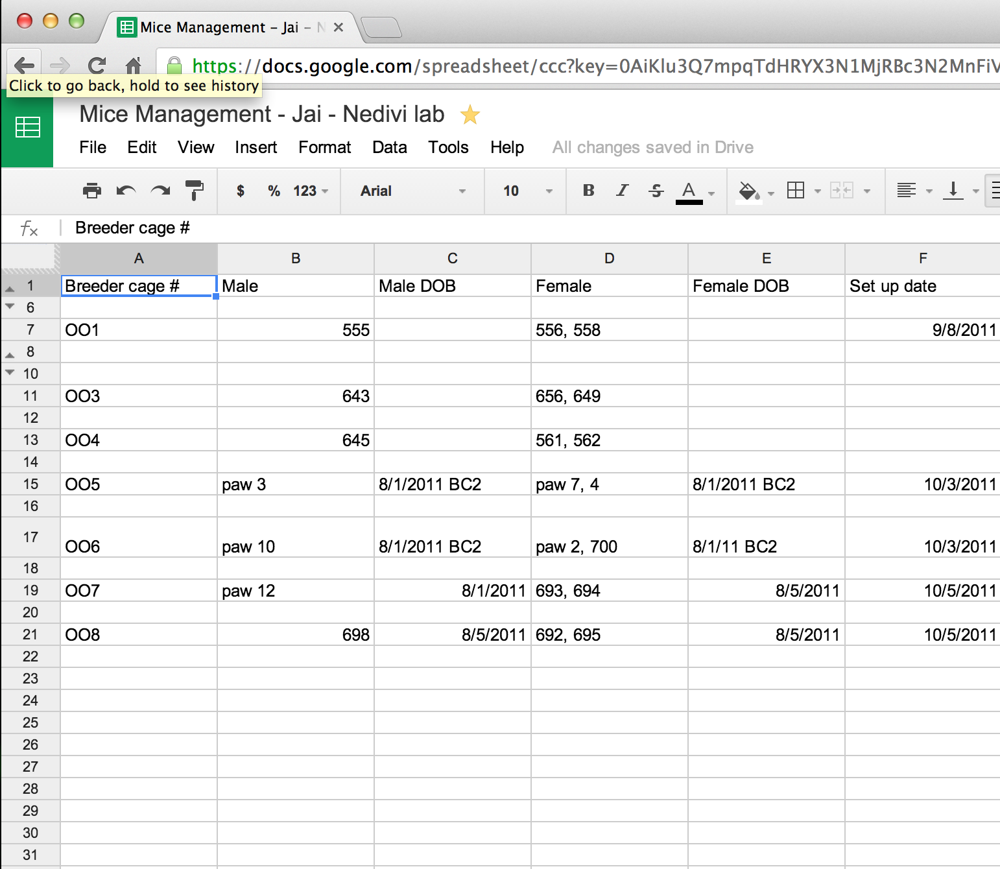 Mice Management – Jai – N
https://docs.google.com/spreadsheet/ccc?key=0AiKlu3Q7mpqTdHRYX3N1MjRBc3N2MnFiV
Click to go back, hold to see history
Mice Management - Jai - Nedivi lab
File Edit View Insert Format Data Tools Help All changes saved in Drive
$ % 123 Arial 10 B I S A
fx Breeder cage #
A B C D E F
1 Breeder cage # Male Male DOB Female Female DOB Set up date
6
7 OO1 555 556, 558 9/8/2011
8
10
11 OO3 643 656, 649
12
13 OO4 645 561, 562
14
15 OO5 paw 3 8/1/2011 BC2 paw 7, 4 8/1/2011 BC2 10/3/2011
16
17 OO6 paw 10 8/1/2011 BC2 paw 2, 700 8/1/11 BC2 10/3/2011
18
19 OO7 paw 12 8/1/2011 693, 694 8/5/2011 10/5/2011
20
21 OO8 698 8/5/2011 692, 695 8/5/2011 10/5/2011
22
23
24
25
26
27
28
29
30
31